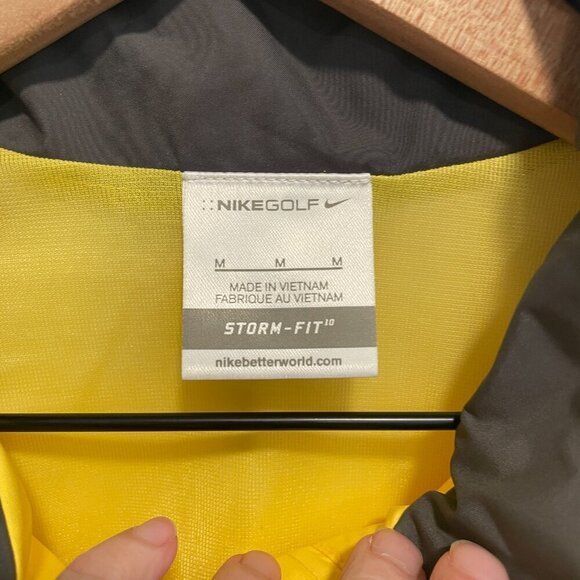 NIKEGOLF
M M M
MADE IN VIETNAM
FABRIQUE AU VIETNAM
STORM-FIT¹⁰
nikebetterworld.com